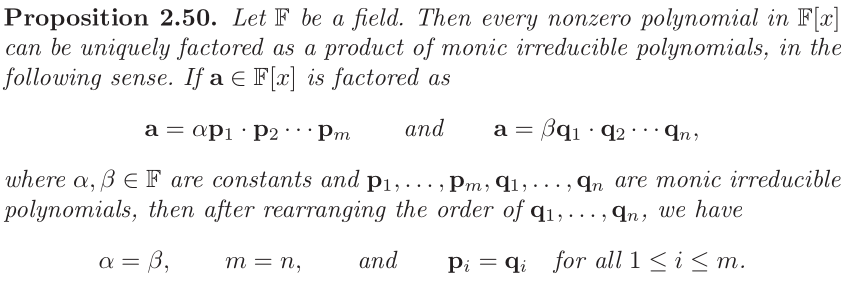 Proposition 2.50. Let 𝔽 be a field. Then every nonzero polynomial in 𝔽[x]
can be uniquely factored as a product of monic irreducible polynomials, in the
following sense. If a ∈ 𝔽[x] is factored as
a = αp₁ · p₂ ··· pₘ and a = βq₁ · q₂ ··· qₙ,
where α, β ∈ 𝔽 are constants and p₁, . . . , pₘ, q₁, . . . , qₙ are monic irreducible
polynomials, then after rearranging the order of q₁, . . . , qₙ, we have
α = β, m = n, and pᵢ = qᵢ for all 1 ≤ i ≤ m.